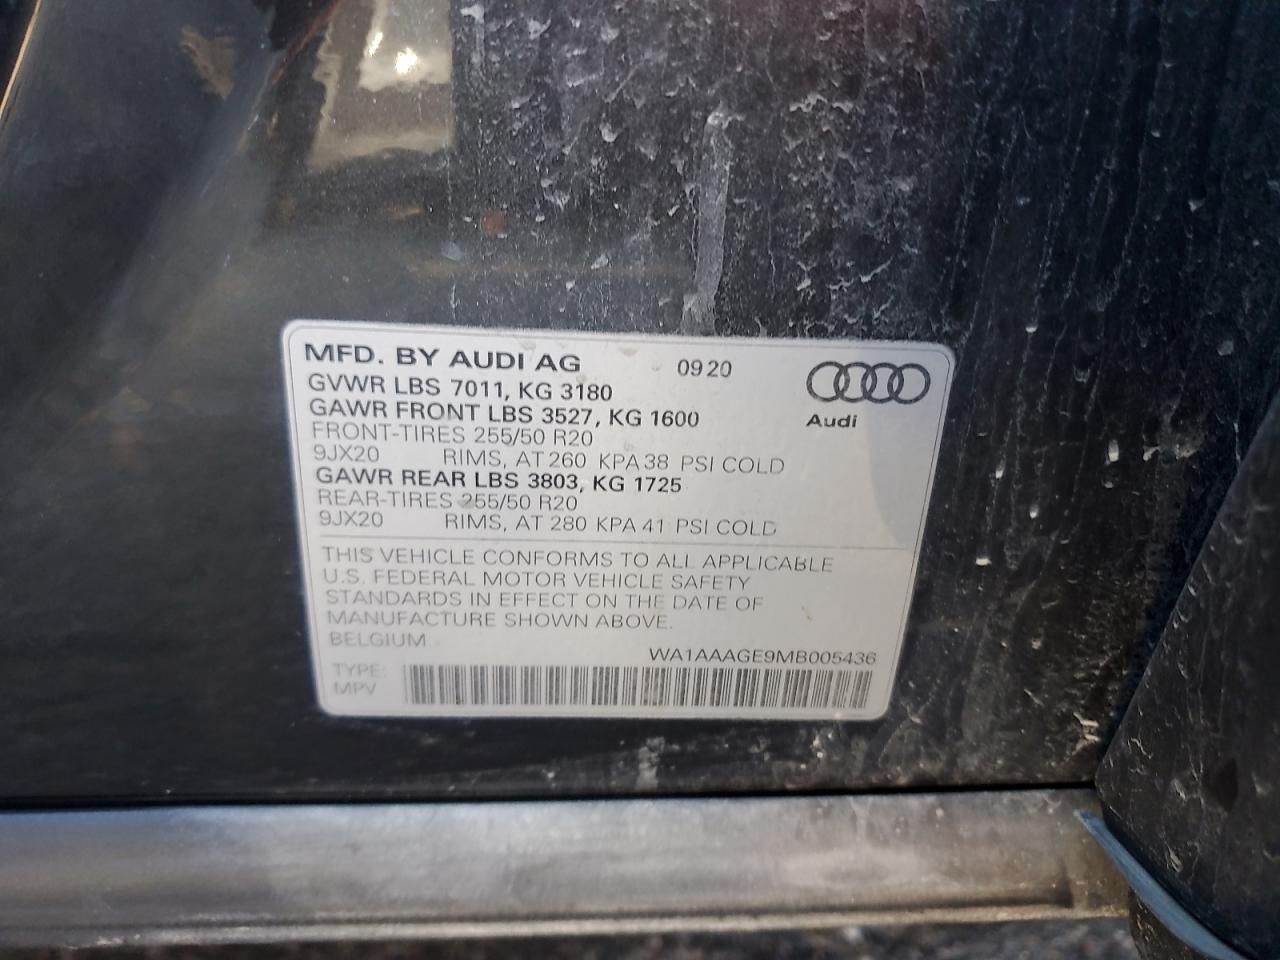 MFD. BY AUDI AG 09 20
GVWR LBS 7011, KG 3180
GAWR FRONT LBS 3527, KG 1600
Audi
FRONT-TIRES 255/50 R20
9JX20 RIMS, AT 260 KPA 38 PSI COLD
GAWR REAR LBS 3803, KG 1725
REAR-TIRES 255/50 R20
9JX20 RIMS, AT 280 KPA 41 PSI COLD
THIS VEHICLE CONFORMS TO ALL APPLICABLE
U.S. FEDERAL MOTOR VEHICLE SAFETY
STANDARDS IN EFFECT ON THE DATE OF
MANUFACTURE SHOWN ABOVE.
BELGIUM
WA1AAAGE9MB005436
TYPE:
MPV